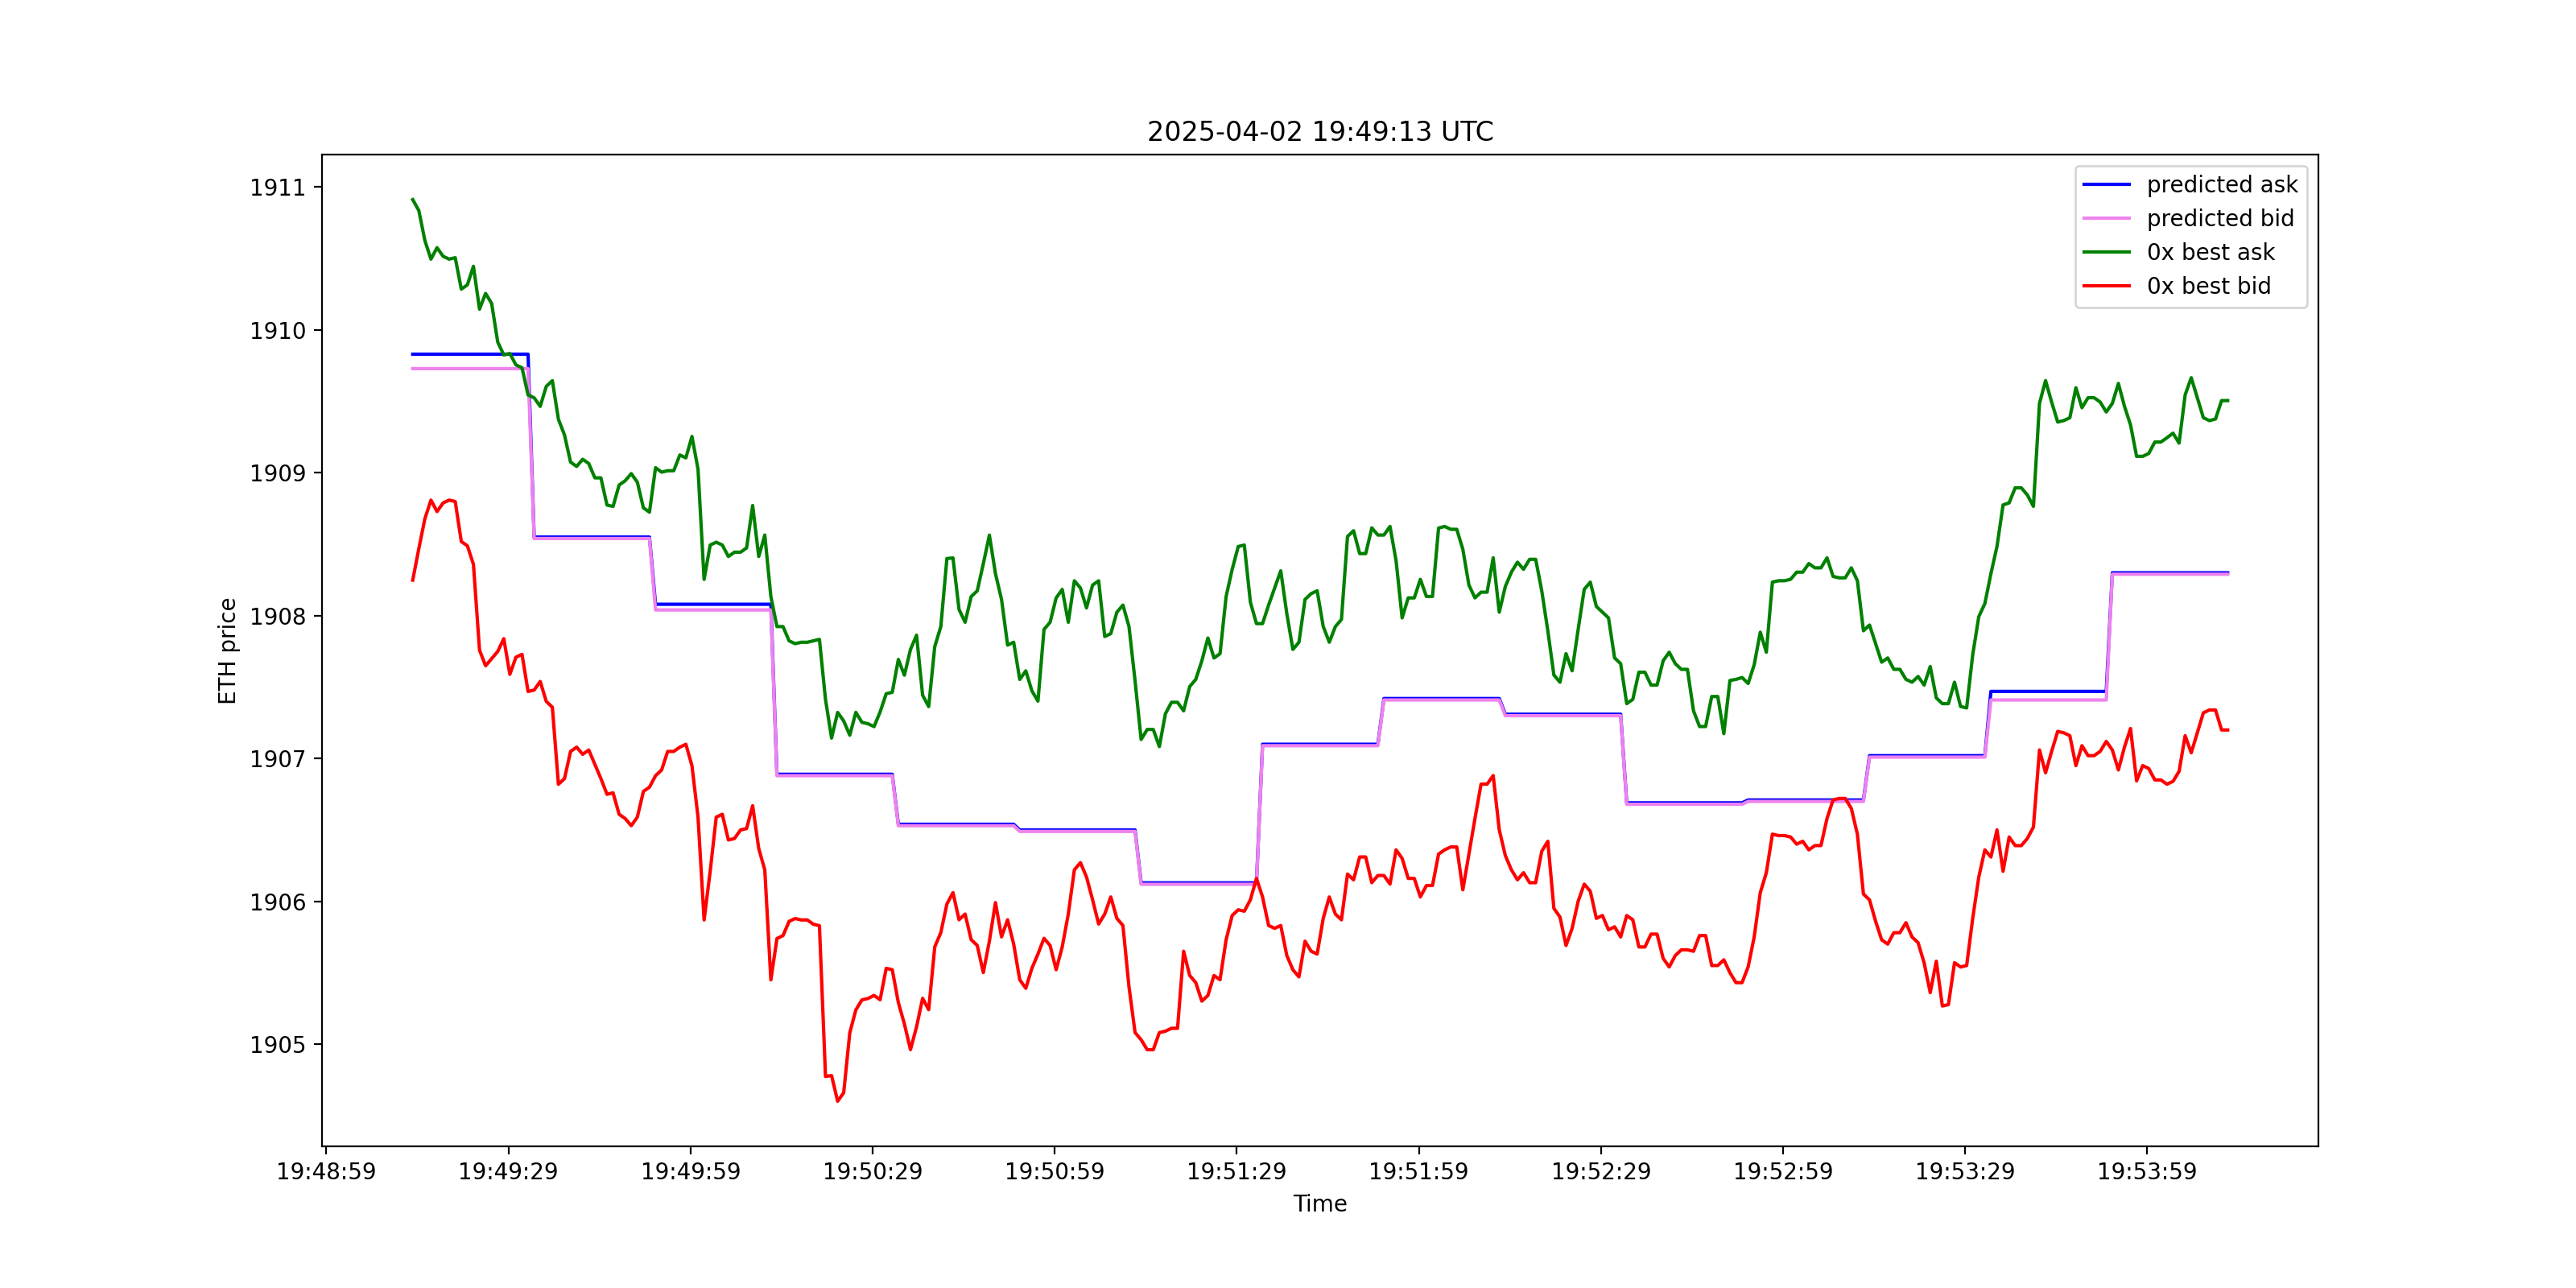 2025-04-02 19:49:13 UTC
predicted ask
predicted bid
0x best ask
0x best bid
ETH price
1911
1910
1909
1908
1907
1906
1905
19:48:59 19:49:29 19:49:59 19:50:29 19:50:59 19:51:29 19:51:59 19:52:29 19:52:59 19:53:29 19:53:59
Time